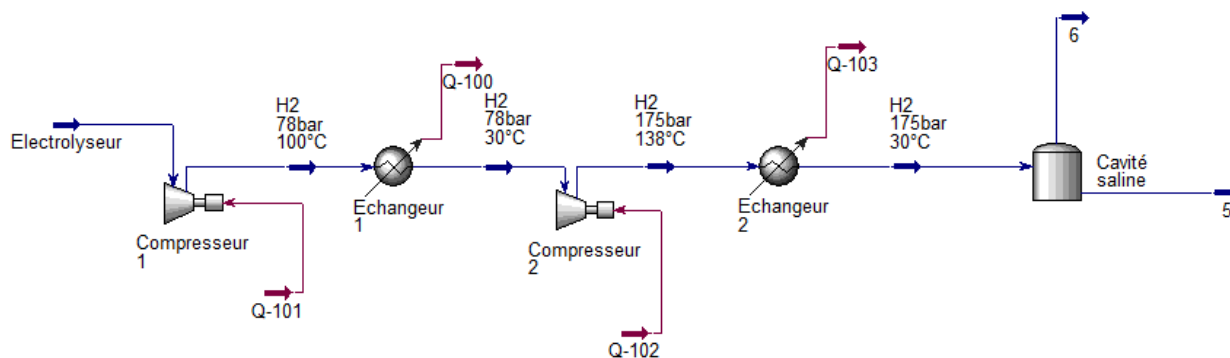 Electrolyseur
Compresseur
1
Q-101
H2
78bar
100°C
Q-100
Echangeur
1
H2
78bar
30°C
Compresseur
2
Q-102
H2
175bar
138°C
Q-103
Echangeur
2
H2
175bar
30°C
6
Cavité
saline
5